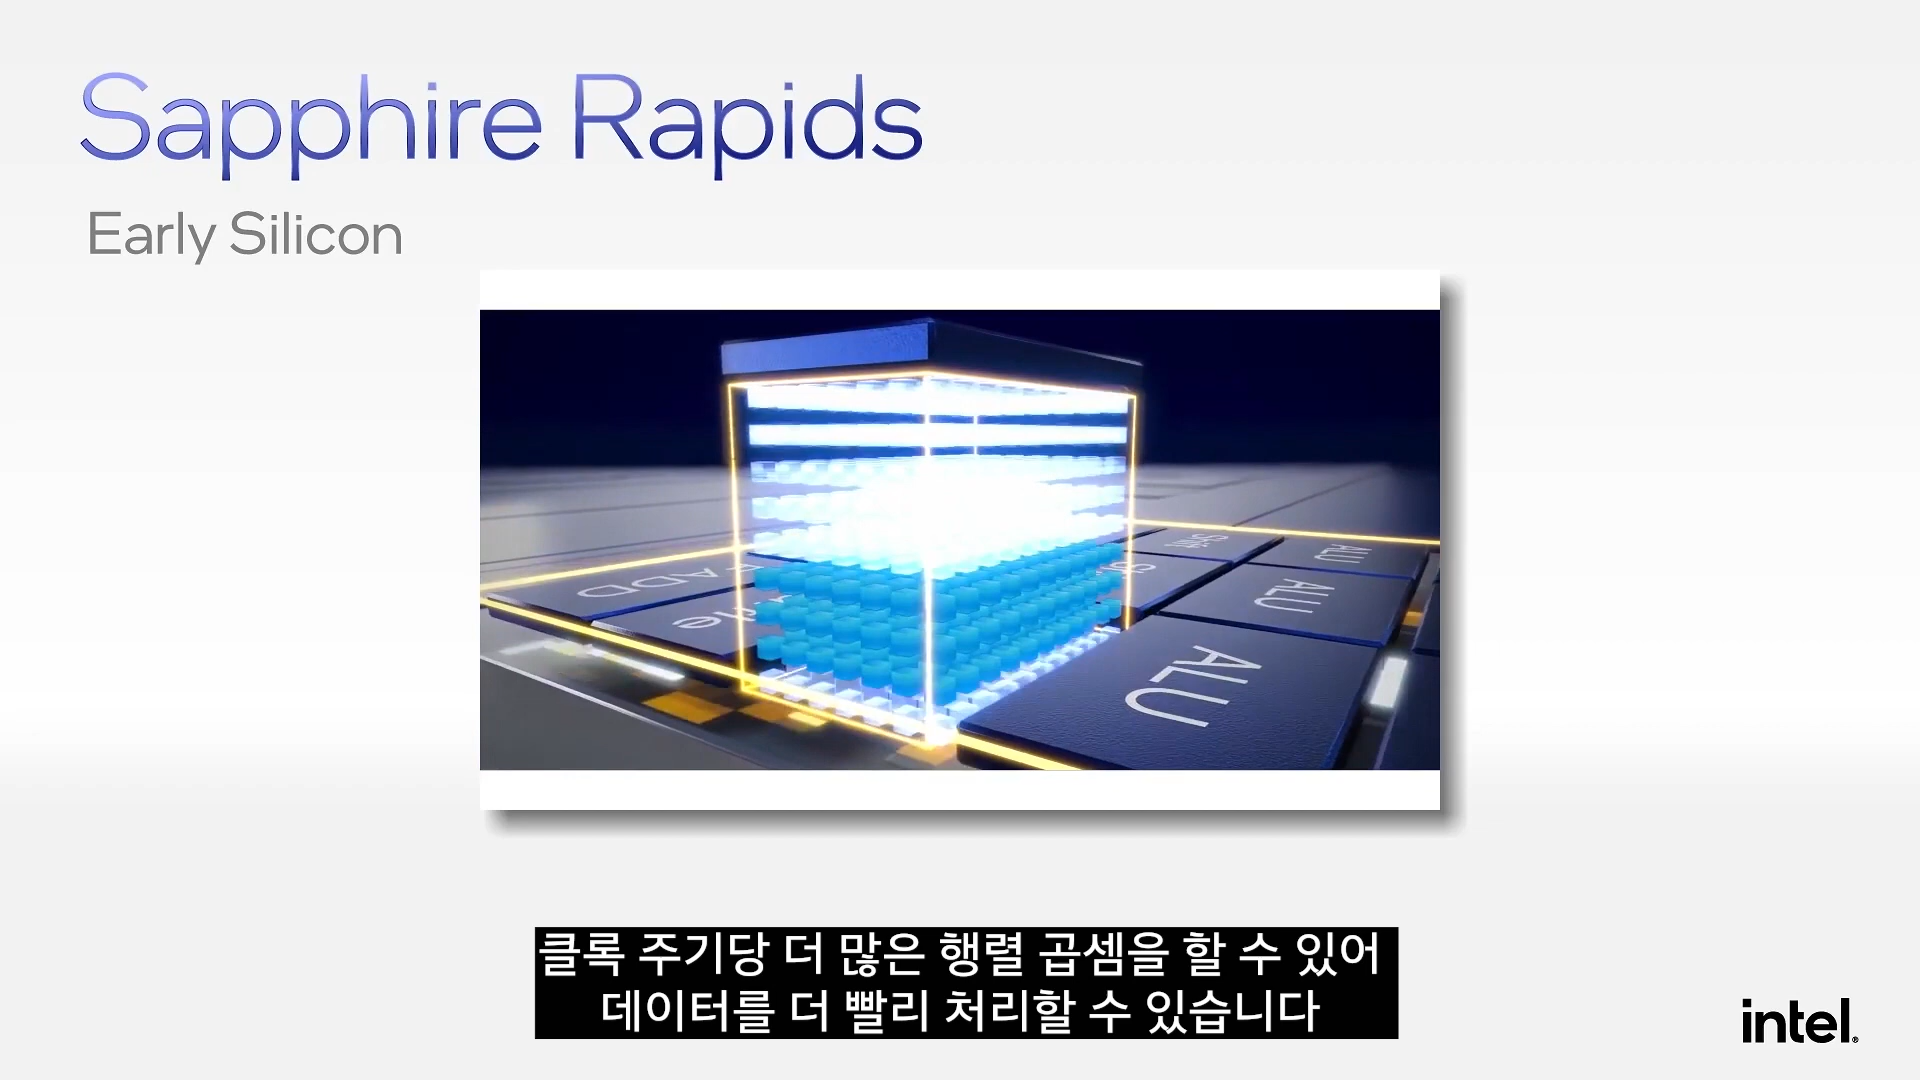 Sapphire Rapids
Early Silicon
Shift
ALU
ALU
FADD
ALU
클록 주기당 더 많은 행렬 곱셈을 할 수 있어
데이터를 더 빨리 처리할 수 있습니다
intel.